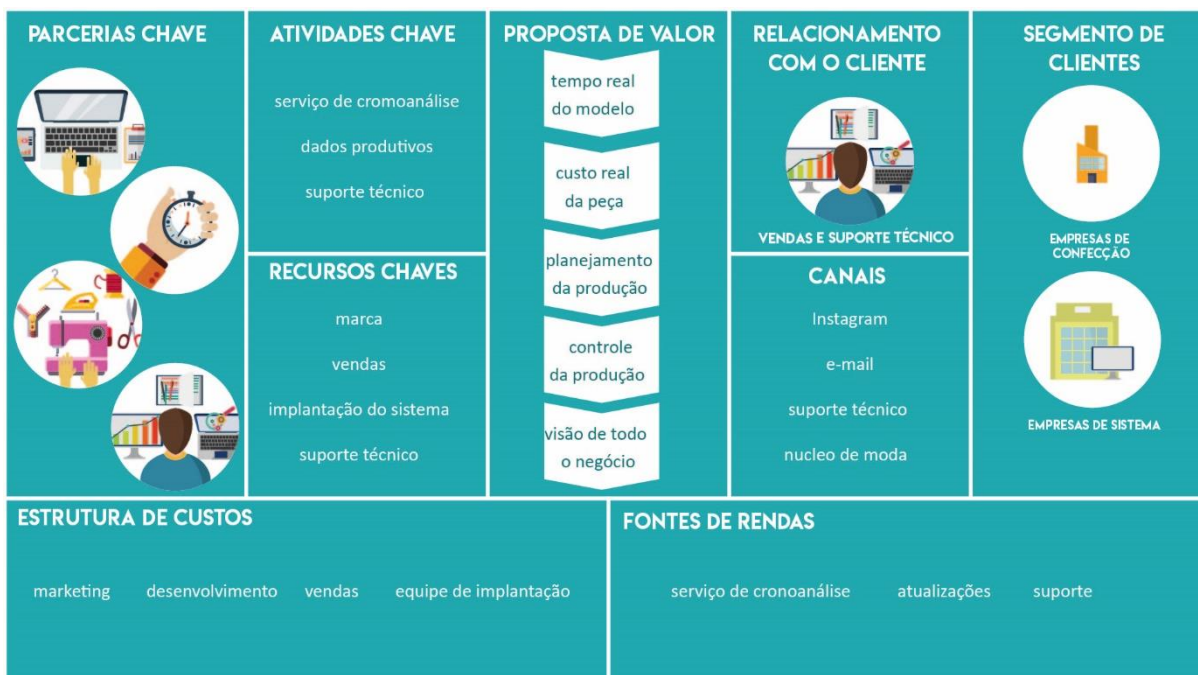 PARCERIAS CHAVE
ATIVIDADES CHAVE
serviço de cromoanálise
dados produtivos
suporte técnico
RECURSOS CHAVES
marca
vendas
implantação do sistema
suporte técnico
PROPOSTA DE VALOR
tempo real
do modelo
custo real
da peça
planejamento
da produção
controle
da produção
visão de todo
o negócio
RELACIONAMENTO
COM O CLIENTE
VENDAS E SUPORTE TÉCNICO
CANAIS
Instagram
e-mail
suporte técnico
nucleo de moda
SEGMENTO DE
CLIENTES
EMPRESAS DE
CONFECÇÃO
EMPRESAS DE SISTEMA
ESTRUTURA DE CUSTOS
marketing desenvolvimento vendas equipe de implantação
FONTES DE RENDAS
serviço de cronoanálise atualizações suporte